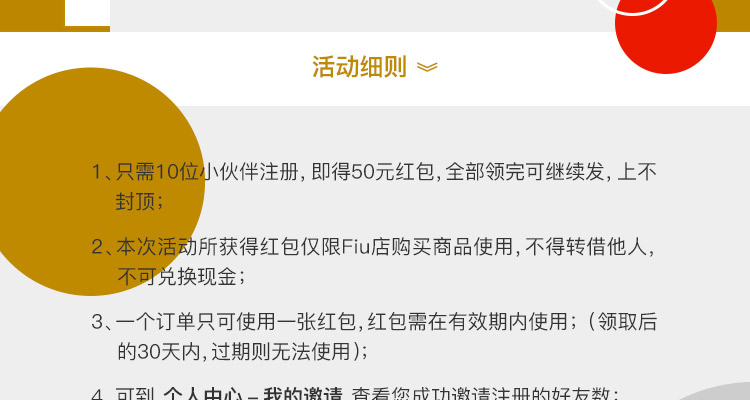 活动细则
1、只需10位小伙伴注册，即得50元红包，全部领完可继续发，上不
封顶；
2、本次活动所获得红包仅限Fiu店购买商品使用，不得转借他人，
不可兑换现金；
3、一个订单只可使用一张红包，红包需在有效期内使用；（领取后
的30天内，过期则无法使用）；
4、可到 个人中心 – 我的邀请 查看您成功邀请注册的好友数；